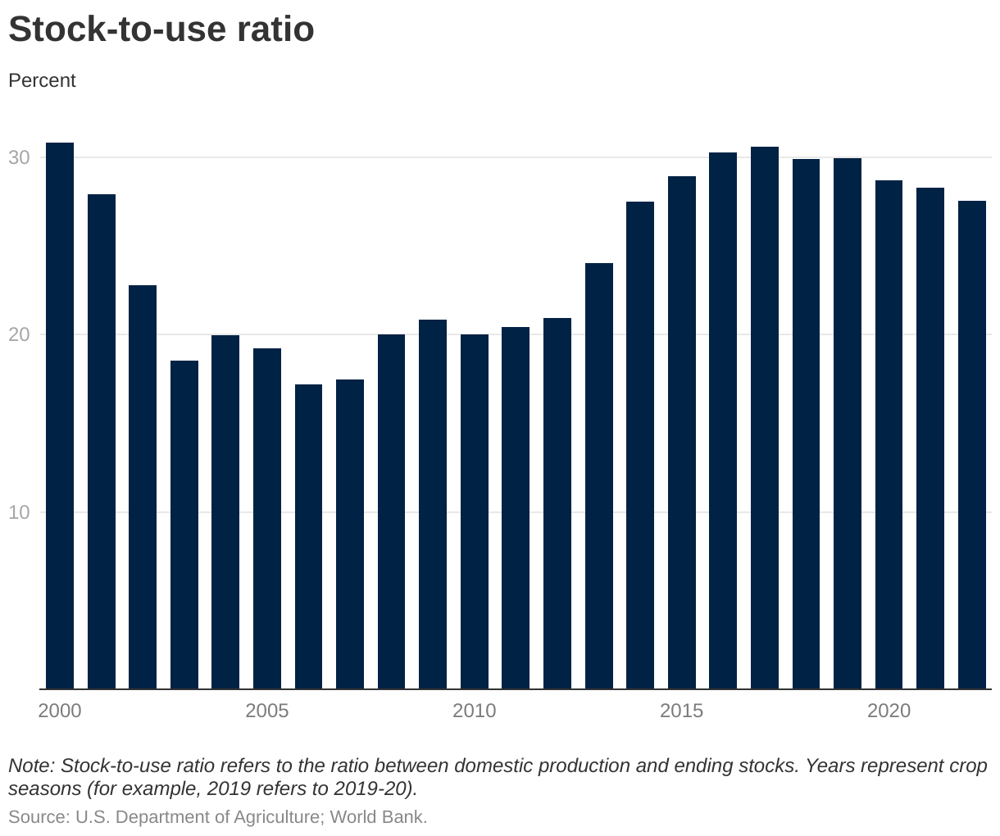 Stock-to-use ratio
Percent
30
20
10
2000 2005 2010 2015 2020
Note: Stock-to-use ratio refers to the ratio between domestic production and ending stocks. Years represent crop
seasons (for example, 2019 refers to 2019-20).
Source: U.S. Department of Agriculture; World Bank.